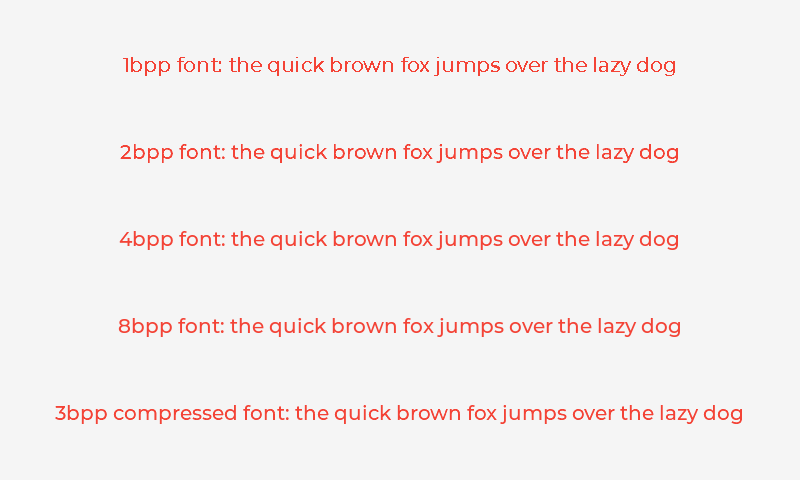 1bpp font: the quick brown fox jumps over the lazy dog
2bpp font: the quick brown fox jumps over the lazy dog
4bpp font: the quick brown fox jumps over the lazy dog
8bpp font: the quick brown fox jumps over the lazy dog
3bpp compressed font: the quick brown fox jumps over the lazy dog